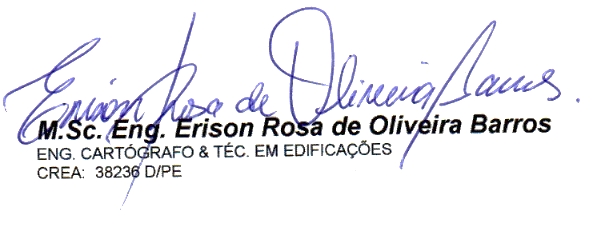 Erison Rosa de Oliveira Barros.
M.Sc. Eng. Erison Rosa de Oliveira Barros
ENG. CARTÓGRAFO & TÉC. EM EDIFICAÇÕES
CREA: 38236 D/PE